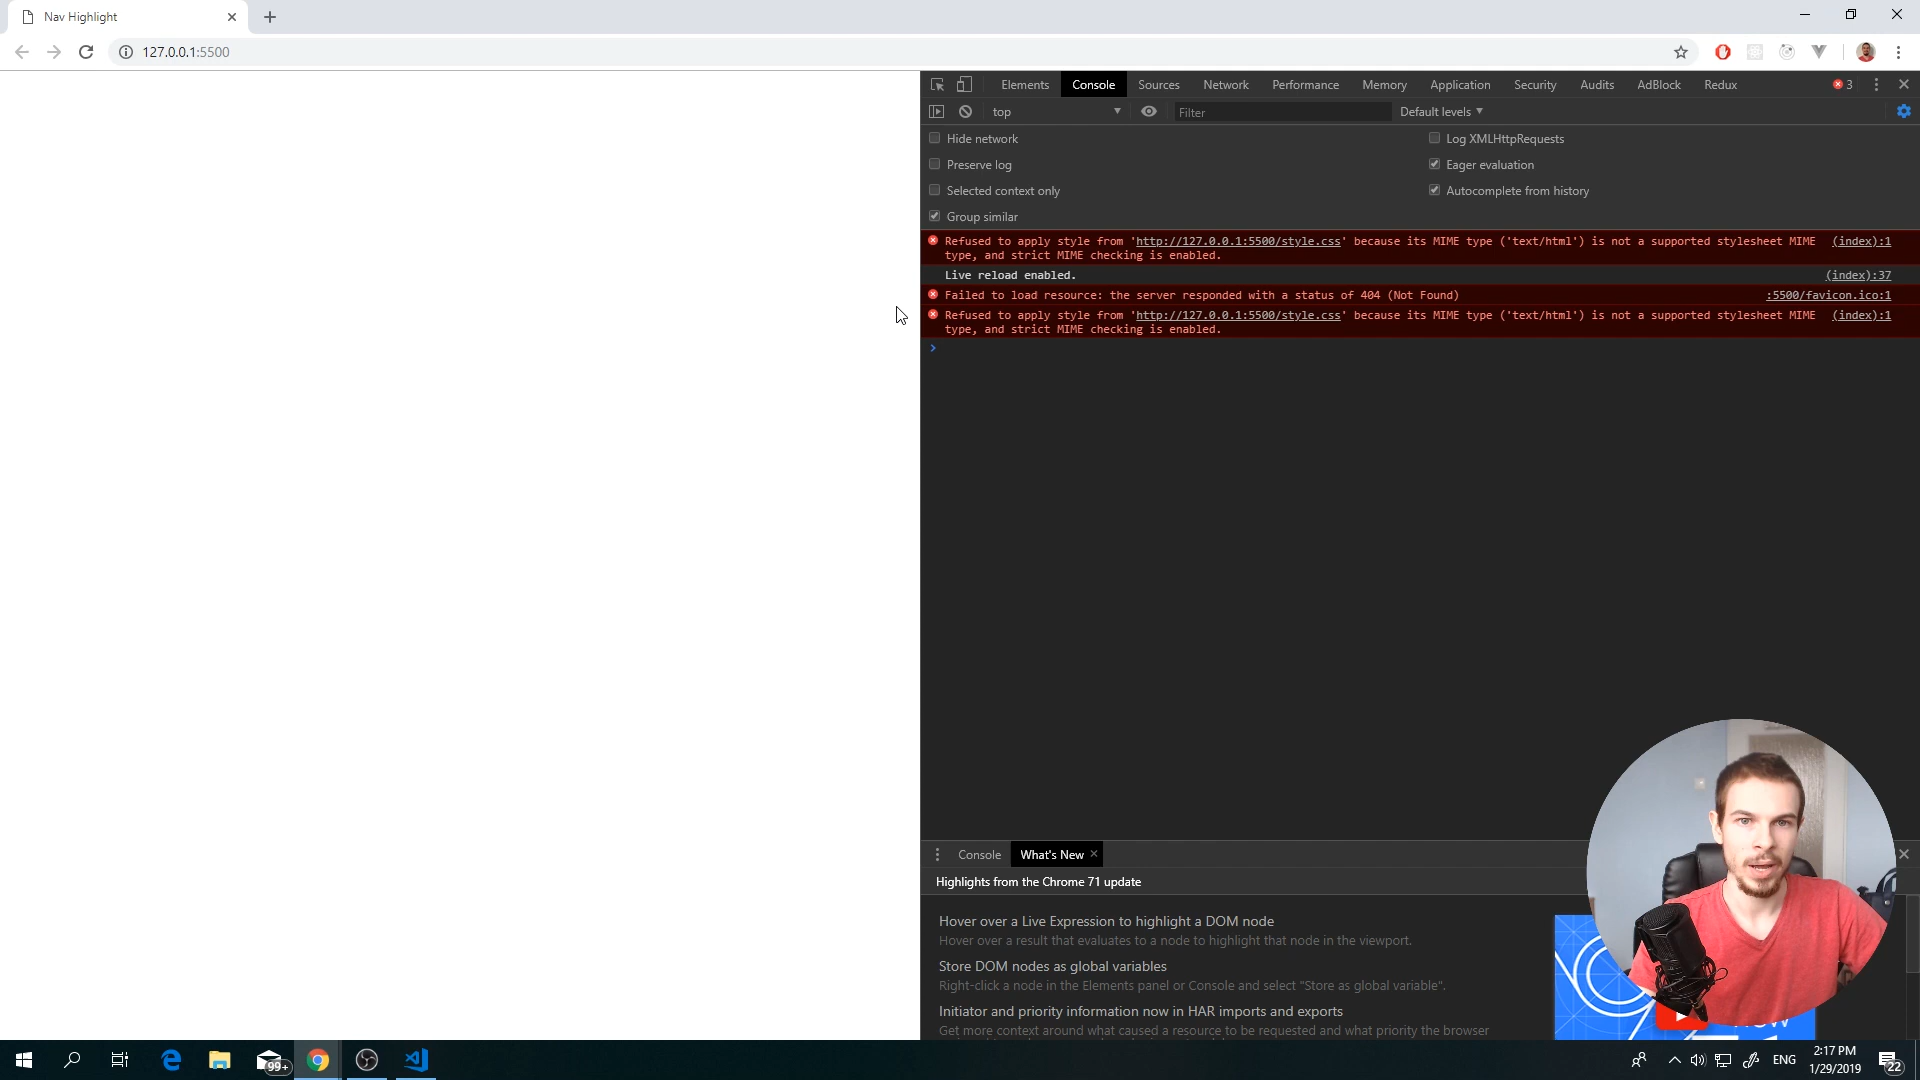 Nav Highlight
127.0.0.1:5500
Elements Console Sources Network Performance Memory Application Security Audits AdBlock Redux 3
top Filter Default levels
Hide network Log XMLHttpRequests
Preserve log Eager evaluation
Selected context only Autocomplete from history
Group similar
Refused to apply style from 'http://127.0.0.1:5500/style.css' because its MIME type ('text/html') is not a supported stylesheet MIME (index):1
type, and strict MIME checking is enabled.
Live reload enabled. (index):37
Failed to load resource: the server responded with a status of 404 (Not Found) :5500/favicon.ico:1
Refused to apply style from 'http://127.0.0.1:5500/style.css' because its MIME type ('text/html') is not a supported stylesheet MIME (index):1
type, and strict MIME checking is enabled.
Console What's New
Highlights from the Chrome 71 update
Hover over a Live Expression to highlight a DOM node
Hover over a result that evaluates to a node to highlight that node in the viewport.
Store DOM nodes as global variables
Right-click a node in the Elements panel or Console and select "Store as global variable".
Initiator and priority information now in HAR imports and exports
Get more context around what caused a resource to be requested and what priority the browser
99+
ENG
2:17 PM
1/29/2019
22